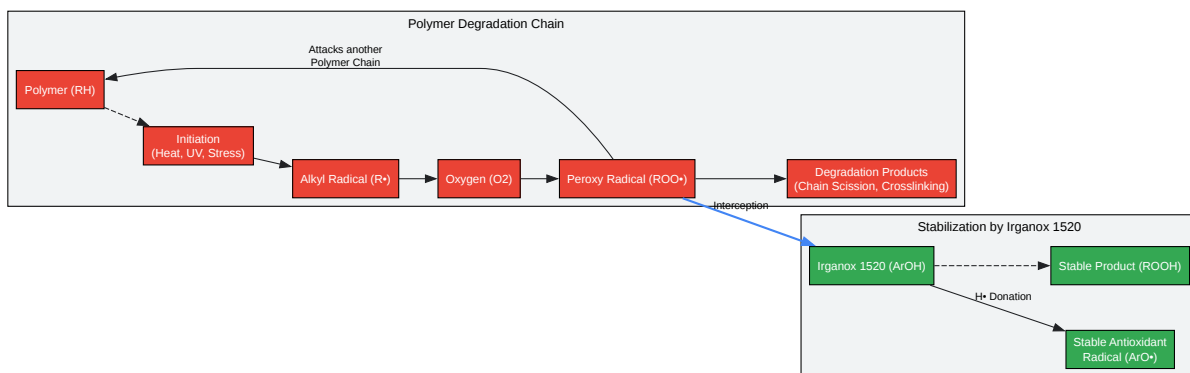 Polymer Degradation Chain
Attacks another
Polymer Chain
Polymer (RH)
Initiation
(Heat, UV, Stress)
Alkyl Radical (R•)
Oxygen (O2)
Peroxy Radical (ROO•)
Degradation Products
(Chain Scission, Crosslinking)
Interception
Stabilization by Irganox 1520
Irganox 1520 (ArOH)
Stable Product (ROOH)
H• Donation
Stable Antioxidant
Radical (ArO•)